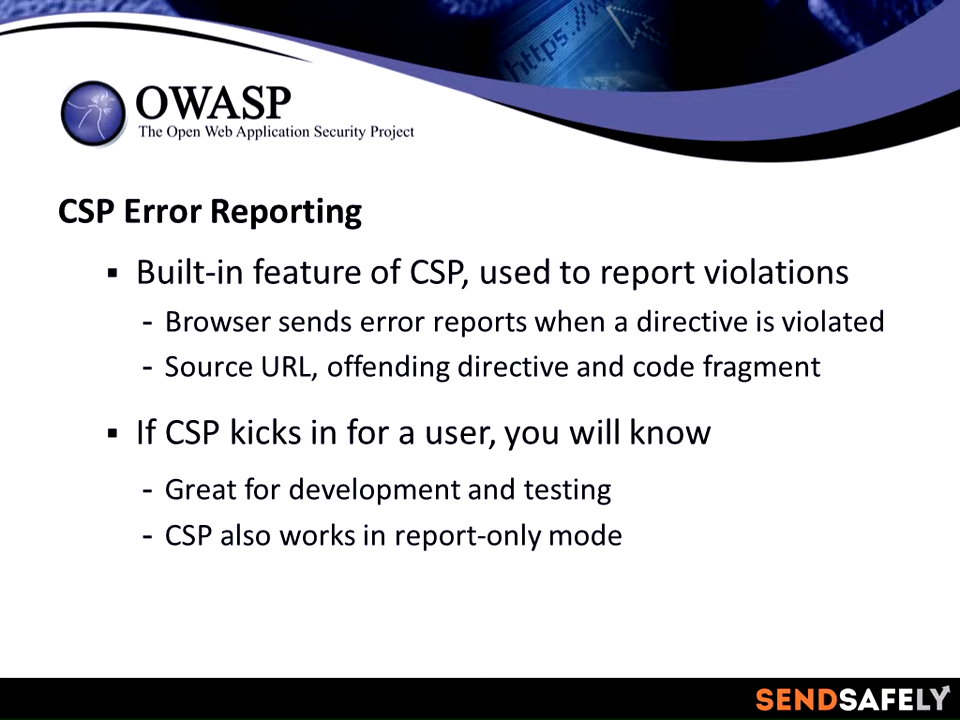 https://w
OWASP
The Open Web Application Security Project
CSP Error Reporting
▪ Built-in feature of CSP, used to report violations
- Browser sends error reports when a directive is violated
- Source URL, offending directive and code fragment
▪ If CSP kicks in for a user, you will know
- Great for development and testing
- CSP also works in report-only mode
SENDSAFELY